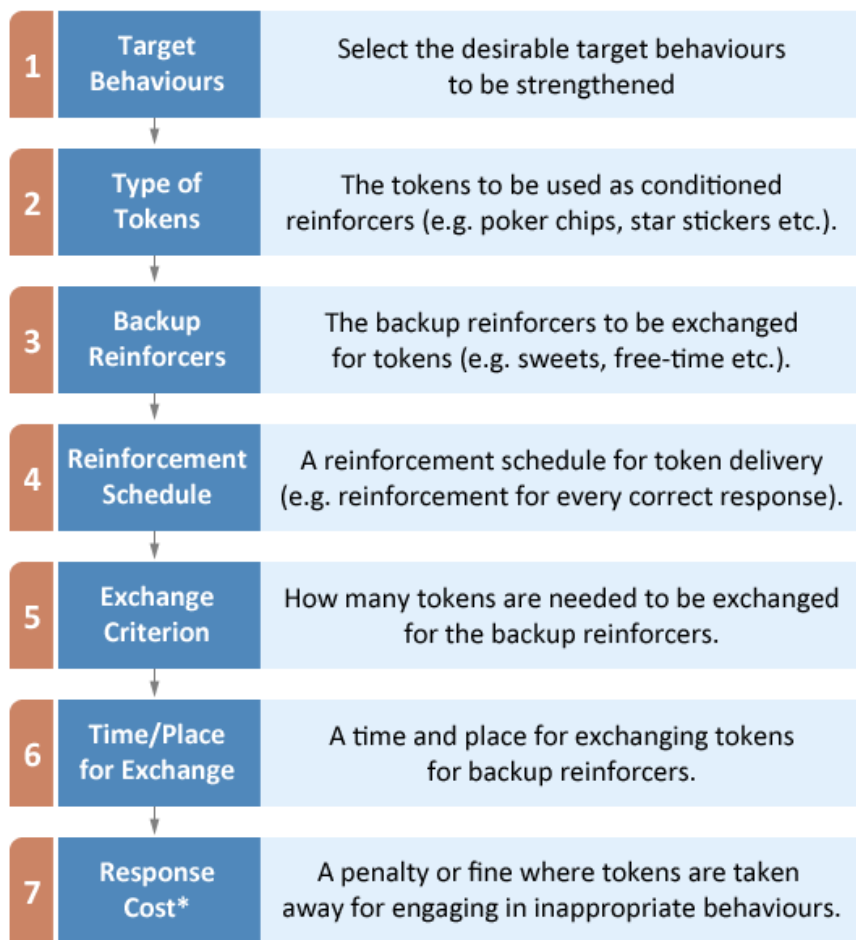 1
Target
Behaviours
Select the desirable target behaviours
to be strengthened
2
Type of
Tokens
The tokens to be used as conditioned
reinforcers (e.g. poker chips, star stickers etc.).
3
Backup
Reinforcers
The backup reinforcers to be exchanged
for tokens (e.g. sweets, free-time etc.).
4
Reinforcement
Schedule
A reinforcement schedule for token delivery
(e.g. reinforcement for every correct response).
5
Exchange
Criterion
How many tokens are needed to be exchanged
for the backup reinforcers.
6
Time/Place
for Exchange
A time and place for exchanging tokens
for backup reinforcers.
7
Response
Cost*
A penalty or fine where tokens are taken
away for engaging in inappropriate behaviours.